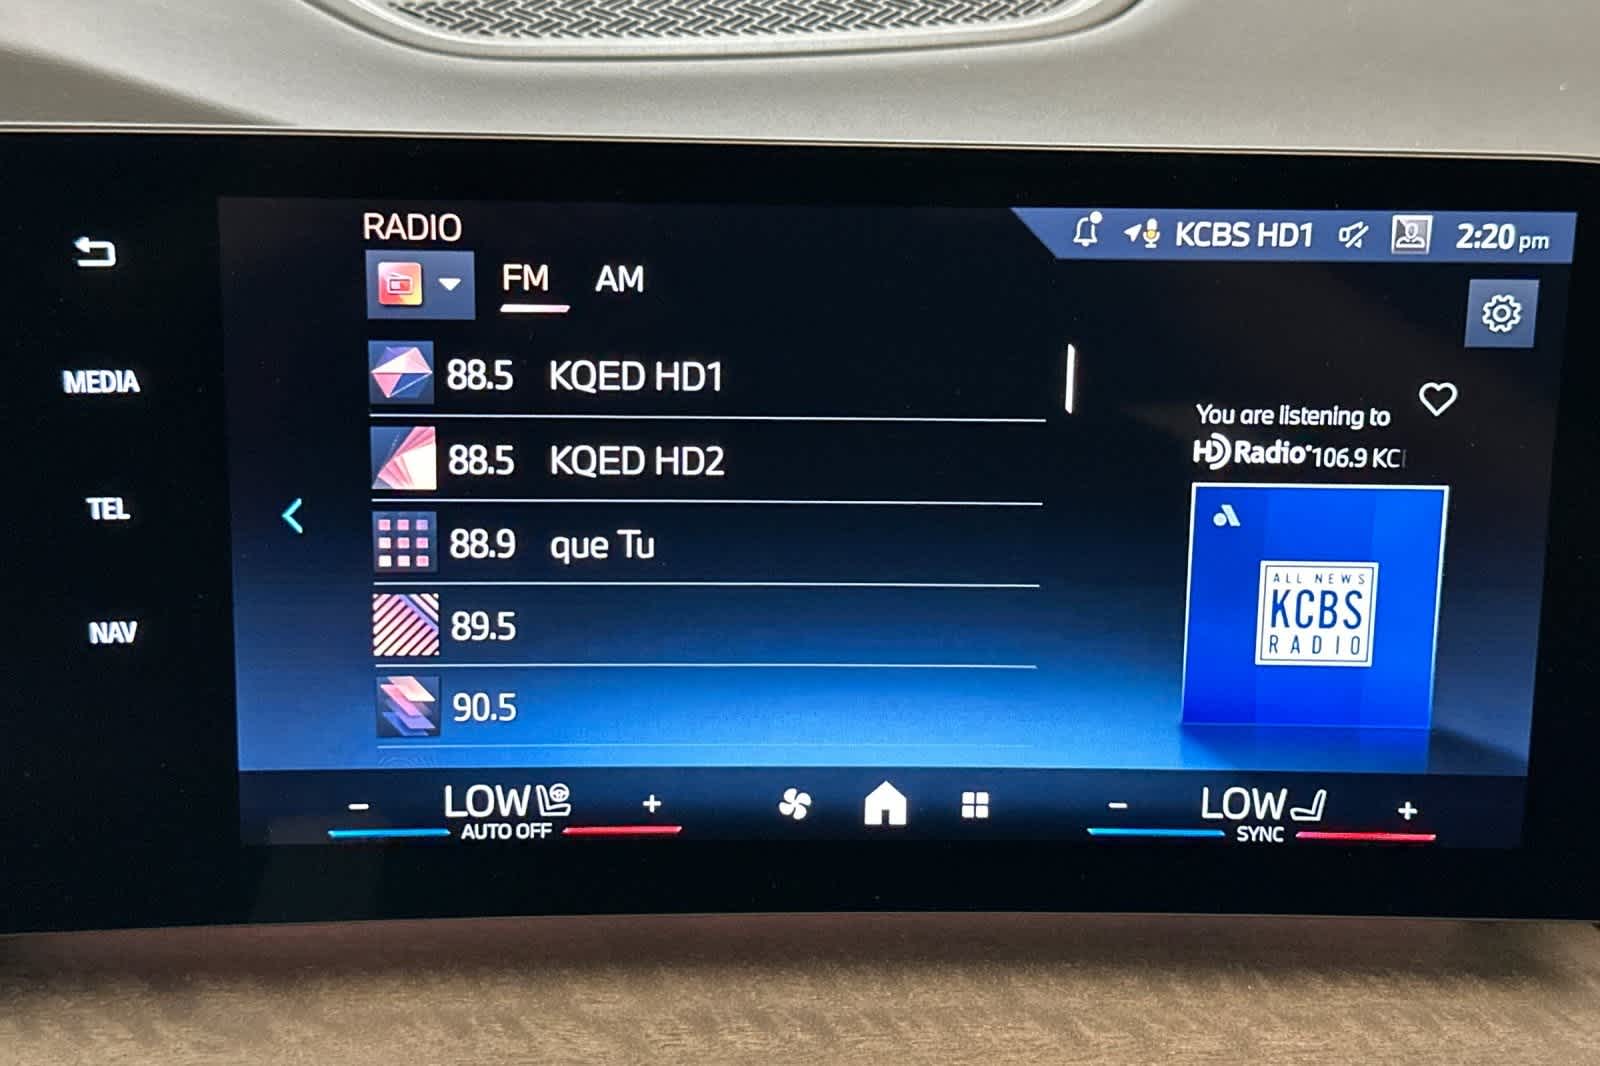 RADIO
KCBS HD1 2:20 pm
FM AM
MEDIA
TEL
NAV
88.5 KQED HD1
88.5 KQED HD2
88.9 que Tu
89.5
90.5
You are listening to
HD Radio 106.9 KC
ALL NEWS
KCBS
RADIO
− LOW +
AUTO OFF
− LOW +
SYNC